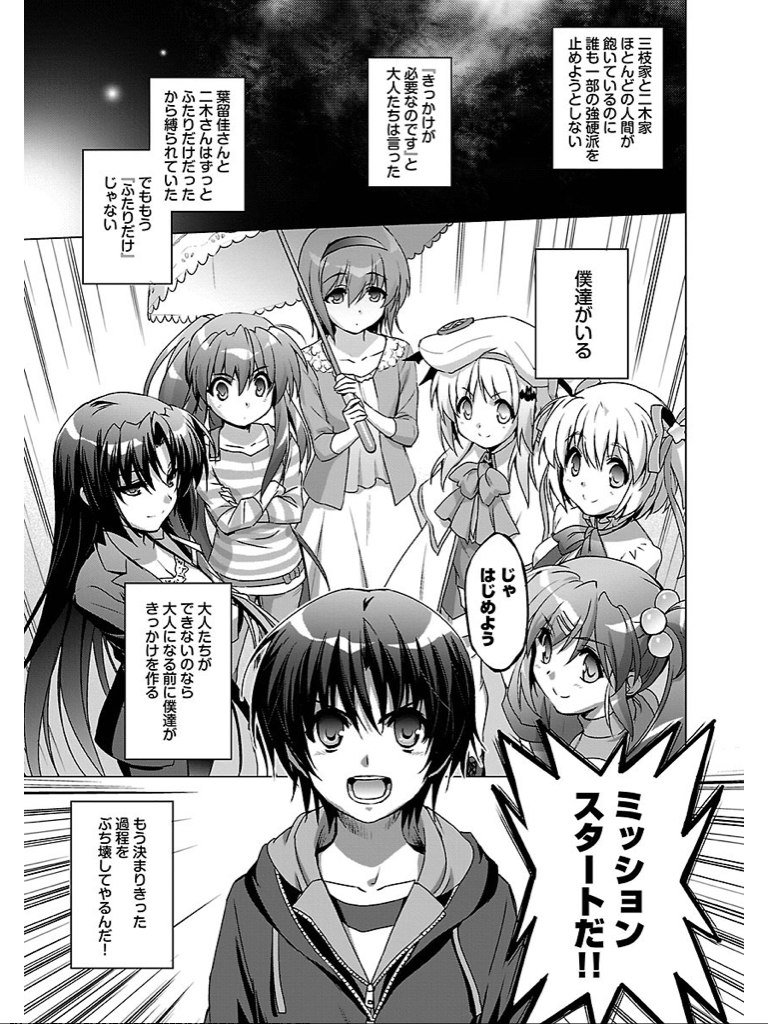 三枝家と二木家
ほとんどの人間が
飽いているのに
誰も一部の強硬派を
止めようとしない
『きっかけが
必要なのです』と
大人たちは言った
葉留佳さんと
二木さんはずっと
ふたりだけだった
から縛られていた
でももう
『ふたりだけ』
じゃない
僕達がいる
じゃ
はじめよう
大人たちが
できないのなら
大人になる前に僕達が
きっかけを作る
ミッション
スタートだ!!
もう決まりきった
過程を
ぶち壊してやるんだ!